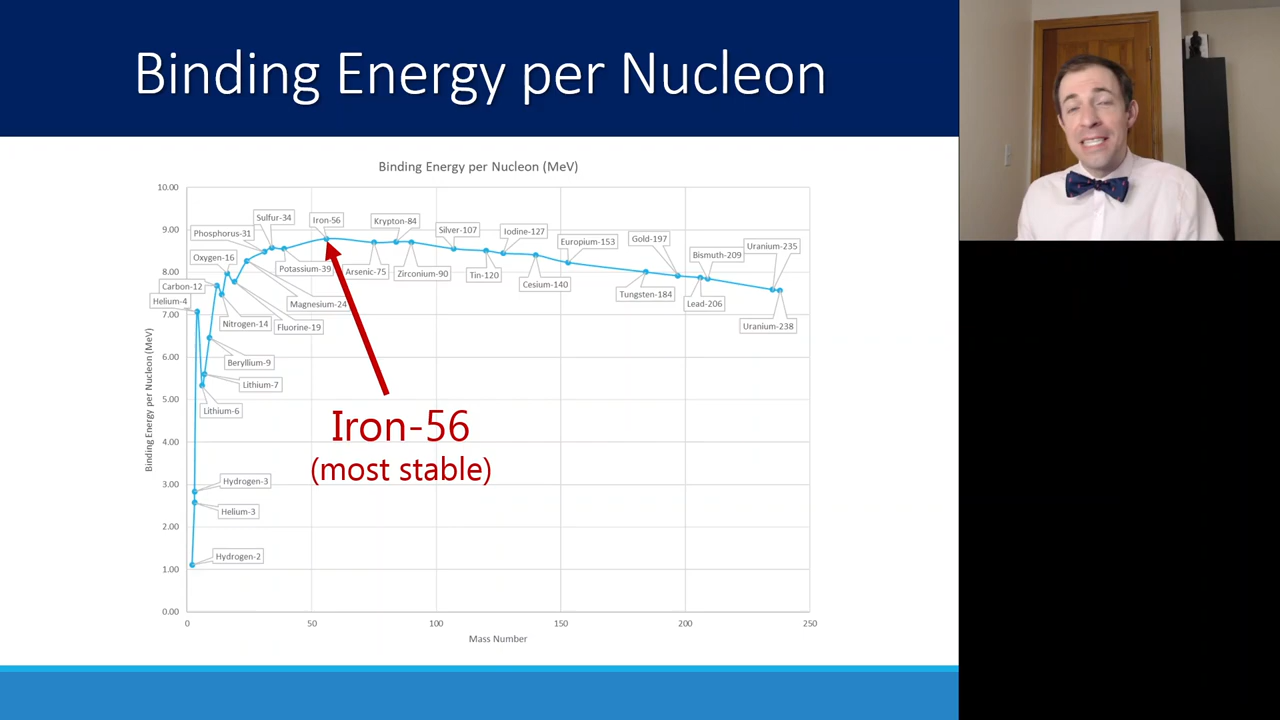 Binding Energy per Nucleon
Binding Energy per Nucleon (MeV)
10.00
9.00
8.00
7.00
6.00
5.00
4.00
3.00
2.00
1.00
0.00
Binding Energy per Nucleon (MeV)
0
50
100
150
200
250
Mass Number
Hydrogen-2
Helium-3
Hydrogen-3
Helium-4
Lithium-6
Lithium-7
Beryllium-9
Carbon-12
Nitrogen-14
Oxygen-16
Fluorine-19
Magnesium-24
Phosphorus-31
Sulfur-34
Potassium-39
Iron-56
Arsenic-75
Krypton-84
Zirconium-90
Silver-107
Tin-120
Iodine-127
Cesium-140
Europium-153
Tungsten-184
Gold-197
Lead-206
Bismuth-209
Uranium-235
Uranium-238
Iron-56
(most stable)